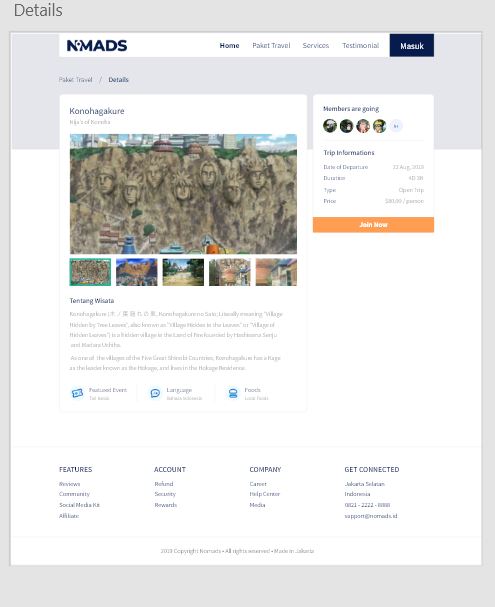 Details
NOMADS
Home Paket Travel Services Testimonial Masuk
Paket Travel / Details
Konohagakure
Nija's of Konoha
Members are going
9+
Trip Informations
Date of Departure 22 Aug, 2019
Duration 4D 3N
Type Open Trip
Price $80,00 / person
Join Now
Tentang Wisata
Konohagakure (木ノ葉隠れの里, Konohagakure no Sato; Literally meaning "Village
Hidden by Tree Leaves", also known as "Village Hidden in the Leaves" or "Village of
Hidden Leaves") is a hidden village in the Land of Fire founded by Hashirama Senju
and Madara Uchiha.
As one of the villages of the Five Great Shinobi Countries, Konohagakure has a Kage
as the leader known as the Hokage, and lives in the Hokage Residence.
Featured Event
Language
Bahasa Indonesia
Foods
Local Foods
FEATURES
Reviews
Community
Social Media Kit
Affiliate
ACCOUNT
Refund
Security
Rewards
COMPANY
Career
Help Center
Media
GET CONNECTED
Jakarta Selatan
Indonesia
0821 - 2222 - 8888
support@nomads.id
2019 Copyright Nomads • All rights reserved • Made in Jakarta